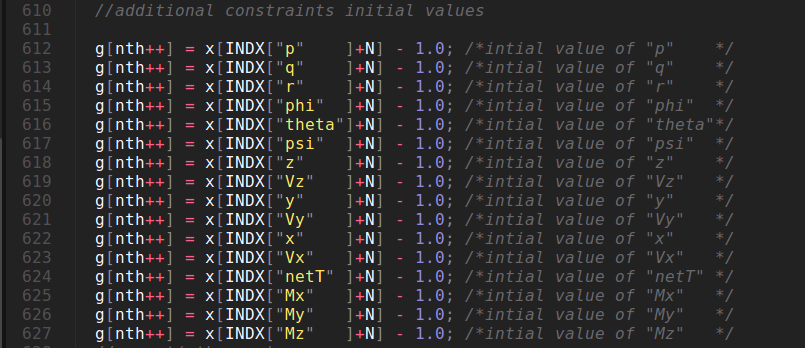 610 //additional constraints initial values
611
612 g[nth++] = x[INDX["p"    ]+N] - 1.0; /*intial value of "p"    */
613 g[nth++] = x[INDX["q"    ]+N] - 1.0; /*intial value of "q"    */
614 g[nth++] = x[INDX["r"    ]+N] - 1.0; /*intial value of "r"    */
615 g[nth++] = x[INDX["phi"  ]+N] - 1.0; /*intial value of "phi"  */
616 g[nth++] = x[INDX["theta"]+N] - 1.0; /*intial value of "theta"*/
617 g[nth++] = x[INDX["psi"  ]+N] - 1.0; /*intial value of "psi"  */
618 g[nth++] = x[INDX["z"    ]+N] - 1.0; /*intial value of "z"    */
619 g[nth++] = x[INDX["Vz"   ]+N] - 1.0; /*intial value of "Vz"   */
620 g[nth++] = x[INDX["y"    ]+N] - 1.0; /*intial value of "y"    */
621 g[nth++] = x[INDX["Vy"   ]+N] - 1.0; /*intial value of "Vy"   */
622 g[nth++] = x[INDX["x"    ]+N] - 1.0; /*intial value of "x"    */
623 g[nth++] = x[INDX["Vx"   ]+N] - 1.0; /*intial value of "Vx"   */
624 g[nth++] = x[INDX["netT" ]+N] - 1.0; /*intial value of "netT" */
625 g[nth++] = x[INDX["Mx"   ]+N] - 1.0; /*intial value of "Mx"   */
626 g[nth++] = x[INDX["My"   ]+N] - 1.0; /*intial value of "My"   */
627 g[nth++] = x[INDX["Mz"   ]+N] - 1.0; /*intial value of "Mz"   */